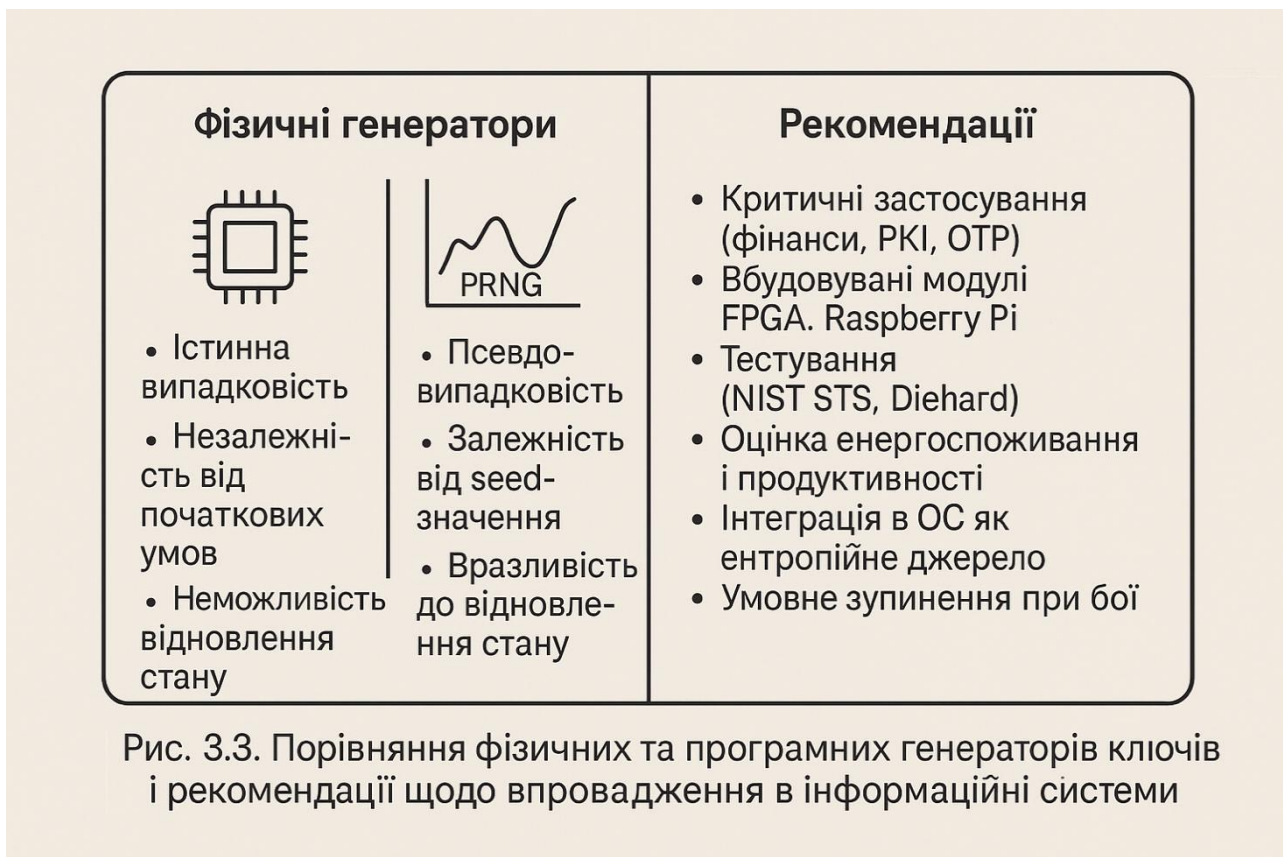 Фізичні генератори
• Істинна
випадковість
• Незалежні-
сть від
початкових
умов
• Неможливість
відновлення
стану
PRNG
• Псевдо-
випадковість
• Залежність
від seed-
значення
• Вразливість
до відновле-
ння стану
Рекомендації
• Критичні застосування
(фінанси, PKI, OTP)
• Вбудовувані модулі
FPGA. Raspberry Pi
• Тестування
(NIST STS, Diehard)
• Оцінка енергоспоживання
і продуктивності
• Інтеграція в ОС як
ентропійне джерело
• Умовне зупинення при бої
Рис. 3.3. Порівняння фізичних та програмних генераторів ключів
і рекомендації щодо впровадження в інформаційні системи